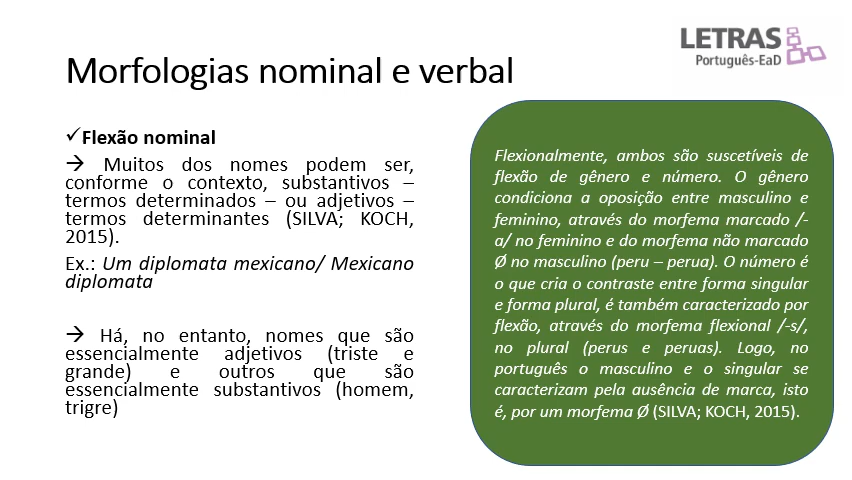 LETRAS
Português-EaD
Morfologias nominal e verbal
✓Flexão nominal
→ Muitos dos nomes podem ser,
conforme o contexto, substantivos –
termos determinados – ou adjetivos –
termos determinantes (SILVA; KOCH,
2015).
Ex.: Um diplomata mexicano/ Mexicano
diplomata
→ Há, no entanto, nomes que são
essencialmente adjetivos (triste e
grande) e outros que são
essencialmente substantivos (homem,
trigre)
Flexionalmente, ambos são suscetíveis de
flexão de gênero e número. O gênero
condiciona a oposição entre masculino e
feminino, através do morfema marcado /-
a/ no feminino e do morfema não marcado
Ø no masculino (peru – perua). O número é
o que cria o contraste entre forma singular
e forma plural, é também caracterizado por
flexão, através do morfema flexional /-s/,
no plural (perus e peruas). Logo, no
português o masculino e o singular se
caracterizam pela ausência de marca, isto
é, por um morfema Ø (SILVA; KOCH, 2015).